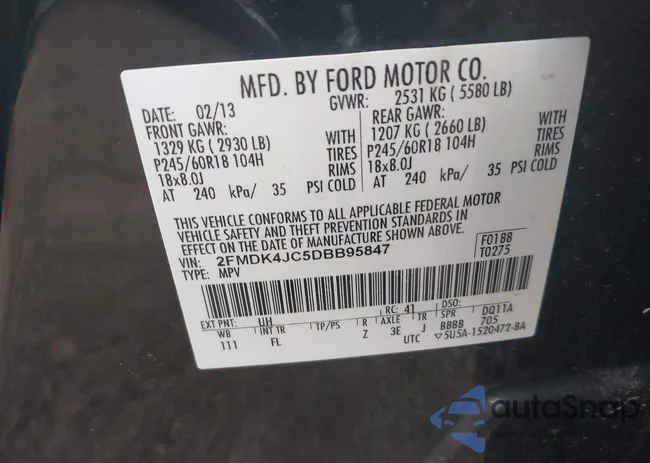 MFD. BY FORD MOTOR CO.
DATE: 02/13
GVWR: 2531 KG ( 5580 LB)
FRONT GAWR:
1329 KG ( 2930 LB)
P245/60R18 104H
18x8.0J
WITH
TIRES
RIMS
AT 240 kPa/ 35 PSI COLD
REAR GAWR:
1207 KG ( 2660 LB)
P245/60R18 104H
18x8.0J
WITH
TIRES
RIMS
AT 240 kPa/ 35 PSI COLD
THIS VEHICLE CONFORMS TO ALL APPLICABLE FEDERAL MOTOR
VEHICLE SAFETY AND THEFT PREVENTION STANDARDS IN
EFFECT ON THE DATE OF MANUFACTURE SHOWN ABOVE.
VIN: 2FMDK4JC5DBB95847
TYPE: MPV
F0188
T0275
EXT PNT: UH RC: 41 DSO:
WB INT TR TP/PS R AXLE TR SPR DQ11A
111 FL Z 3E J BBBB 705
UTC 5U5A-1520472-BA
autoSnap